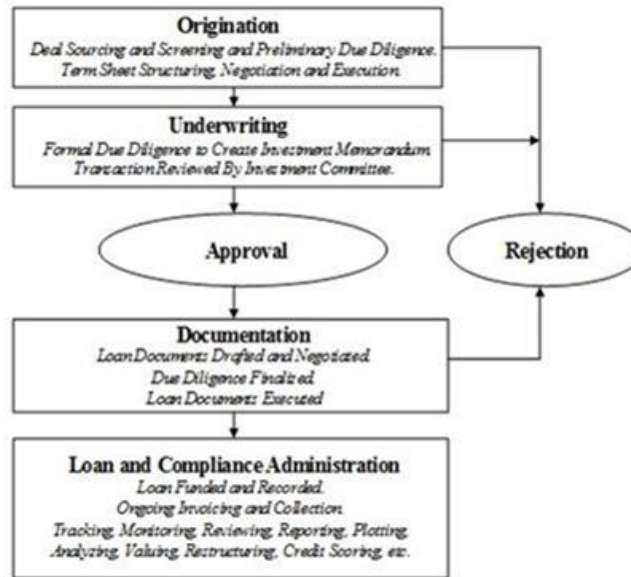 Origination
Deal Sourcing and Screening and Preliminary Due Diligence.
Term Sheet Structuring, Negotiation and Execution
Underwriting
Formal Due Diligence to Create Investment Memorandum
Transaction Reviewed By Investment Committee.
Approval
Rejection
Documentation
Loan Documents Drafted and Negotiated
Due Diligence Finalized
Loan Documents Executed
Loan and Compliance Administration
Loan Funded and Recorded.
Ongoing Invoicing and Collection
Tracking, Monitoring, Reviewing, Reporting, Plotting,
Analyzing, Valuing, Restructuring, Credit Scoring, etc.